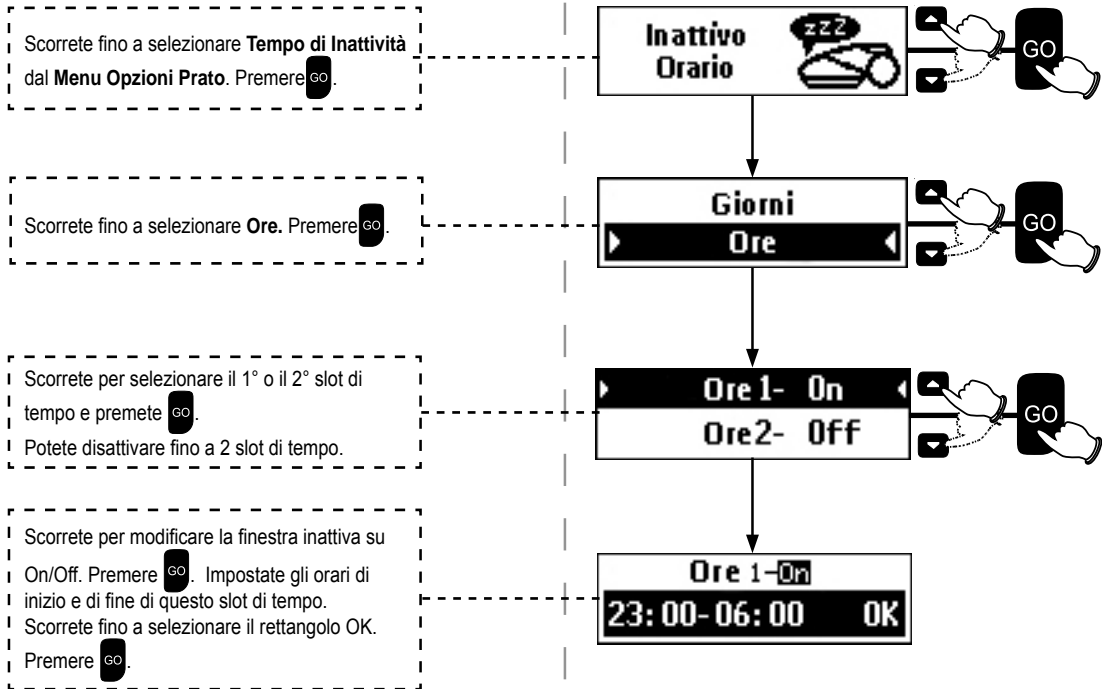 Scorrete fino a selezionare Tempo di Inattività
dal Menu Opzioni Prato. Premere GO.
Inattivo
Orario
zzz
GO
Scorrete fino a selezionare Ore. Premere GO.
Giorni
Ore
GO
Scorrete per selezionare il 1° o il 2° slot di
tempo e premete GO.
Potete disattivare fino a 2 slot di tempo.
Ore 1- On
Ore2- Off
GO
Scorrete per modificare la finestra inattiva su
On/Off. Premere GO. Impostate gli orari di
inizio e di fine di questo slot di tempo.
Scorrete fino a selezionare il rettangolo OK.
Premere GO.
Ore 1-On
23:00-06:00 OK